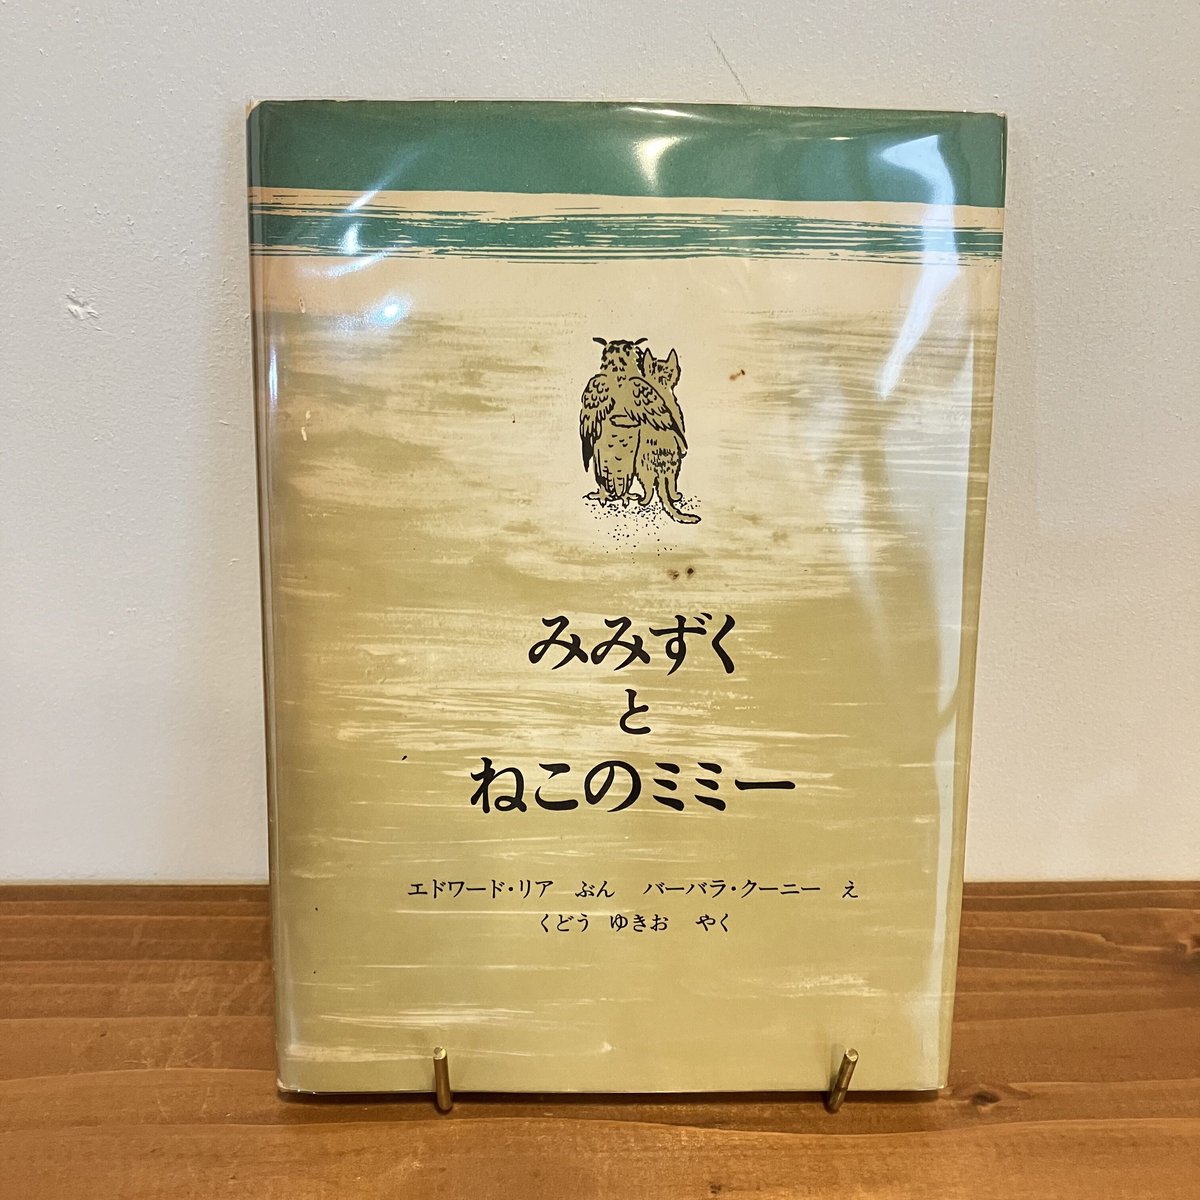 みみずく
と
ねこのミミー
エドワード・リア ぶん バーバラ・クーニー え
くどう ゆきお やく